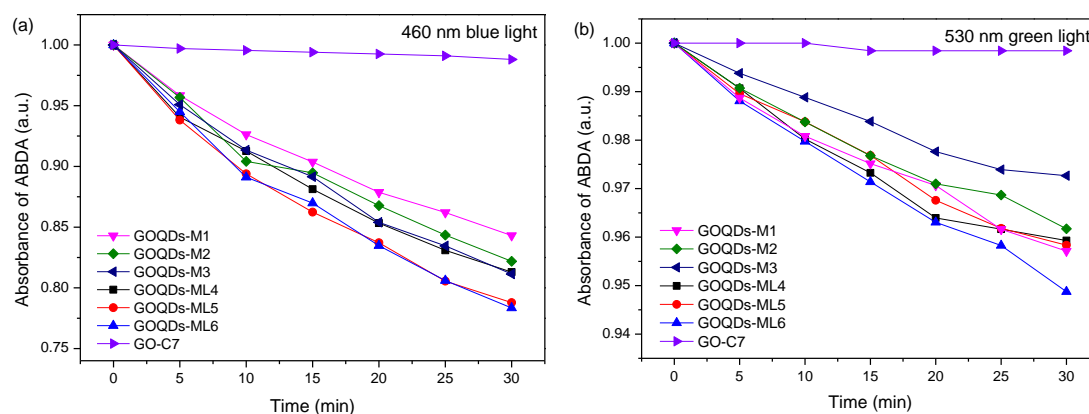 (a)
460 nm blue light
1.00
0.95
0.90
0.85
0.80
0.75
Absorbance of ABDA (a.u.)
GOQDs-M1
GOQDs-M2
GOQDs-M3
GOQDs-ML4
GOQDs-ML5
GOQDs-ML6
GO-C7
0 5 10 15 20 25 30
Time (min)
(b)
530 nm green light
1.00
0.99
0.98
0.97
0.96
0.95
0.94
Absorbance of ABDA (a.u.)
GOQDs-M1
GOQDs-M2
GOQDs-M3
GOQDs-ML4
GOQDs-ML5
GOQDs-ML6
GO-C7
0 5 10 15 20 25 30
Time (min)